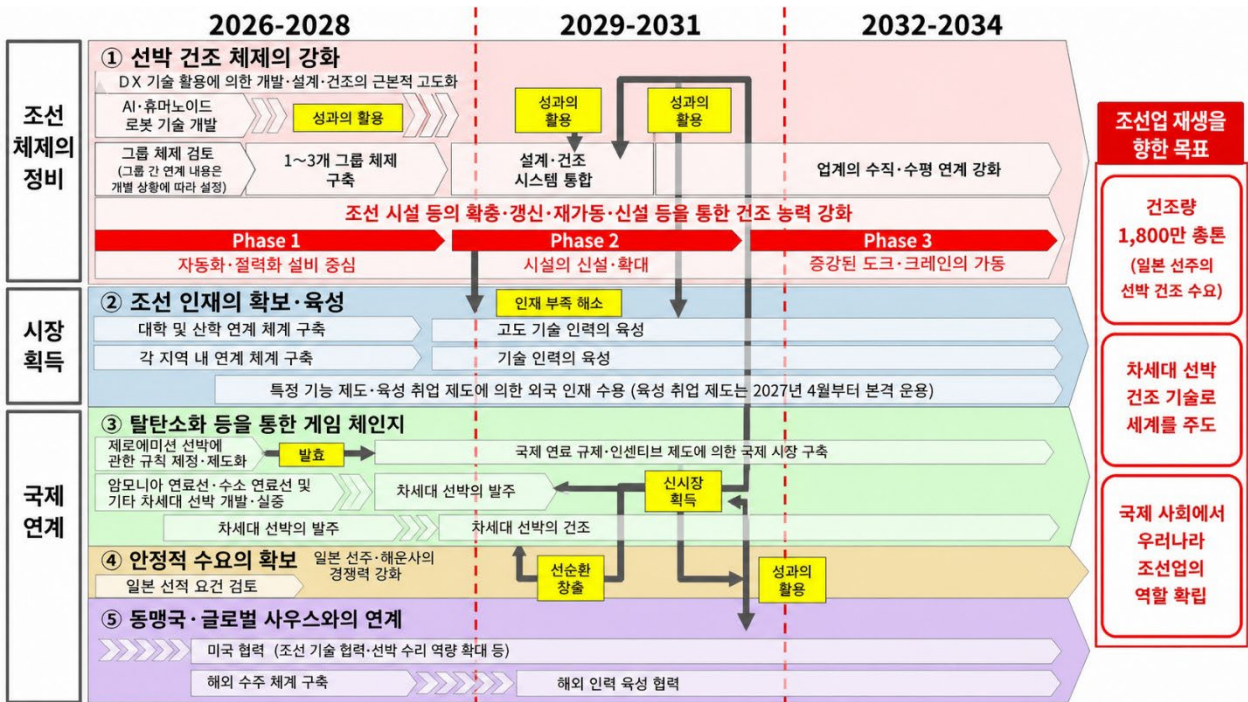 2026-2028
2029-2031
2032-2034
조선
체제의
정비
① 선박 건조 체제의 강화
DX 기술 활용에 의한 개발·설계·건조의 근본적 고도화
AI·휴머노이드
로봇 기술 개발
성과의 활용
성과의
활용
성과의
활용
그룹 체제 검토
(그룹 간 연계 내용은
개별 상황에 따라 설정)
1~3개 그룹 체제
구축
설계·건조
시스템 통합
업계의 수직·수평 연계 강화
조선 시설 등의 확충·갱신·재가동·신설 등을 통한 건조 능력 강화
Phase 1
Phase 2
Phase 3
자동화·절력화 설비 중심
시설의 신설·확대
증강된 도크·크레인의 가동
시장
획득
② 조선 인재의 확보·육성
인재 부족 해소
대학 및 산학 연계 체계 구축
고도 기술 인력의 육성
각 지역 내 연계 체계 구축
기술 인력의 육성
특정 기능 제도·육성 취업 제도에 의한 외국 인재 수용 (육성 취업 제도는 2027년 4월부터 본격 운용)
국제
연계
③ 탈탄소화 등을 통한 게임 체인지
제로에미션 선박에
관한 규칙 제정·제도화
발효
국제 연료 규제·인센티브 제도에 의한 국제 시장 구축
암모니아 연료선·수소 연료선 및
기타 차세대 선박 개발·실증
차세대 선박의 발주
신시장
획득
차세대 선박의 발주
차세대 선박의 건조
④ 안정적 수요의 확보
일본 선주·해운사의
경쟁력 강화
선순환
창출
성과의
활용
일본 선적 요건 검토
⑤ 동맹국·글로벌 사우스와의 연계
미국 협력 (조선 기술 협력·선박 수리 역량 확대 등)
해외 수주 체계 구축
해외 인력 육성 협력
조선업 재생을
향한 목표
건조량
1,800만 총톤
(일본 선주의
선박 건조 수요)
차세대 선박
건조 기술로
세계를 주도
국제 사회에서
우리나라
조선업의
역할 확립